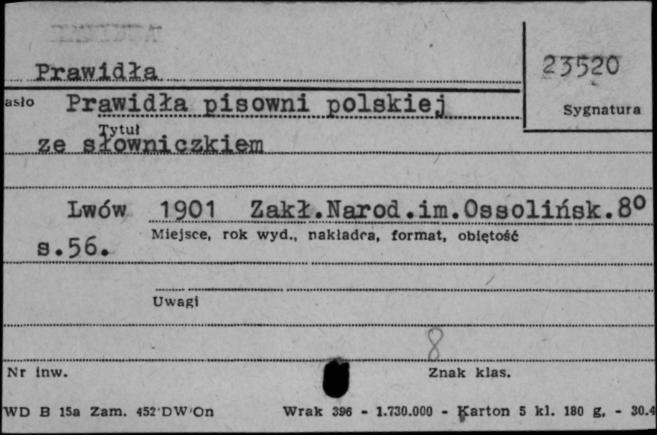 Prawidła
23520
asło
Prawidła pisowni polskiej
Sygnatura
Tytuł
ze słowniczkiem
Lwów 1901 Zakł.Narod.im.Ossolińsk.8º
Miejsce, rok wyd., nakładca, format, objętość
s.56.
Uwagi
8
Nr inw.
Znak klas.
WD B 15a Zam. 452 DW On Wrak 396 - 1.730.000 - Karton 5 kl. 180 g, - 30.4